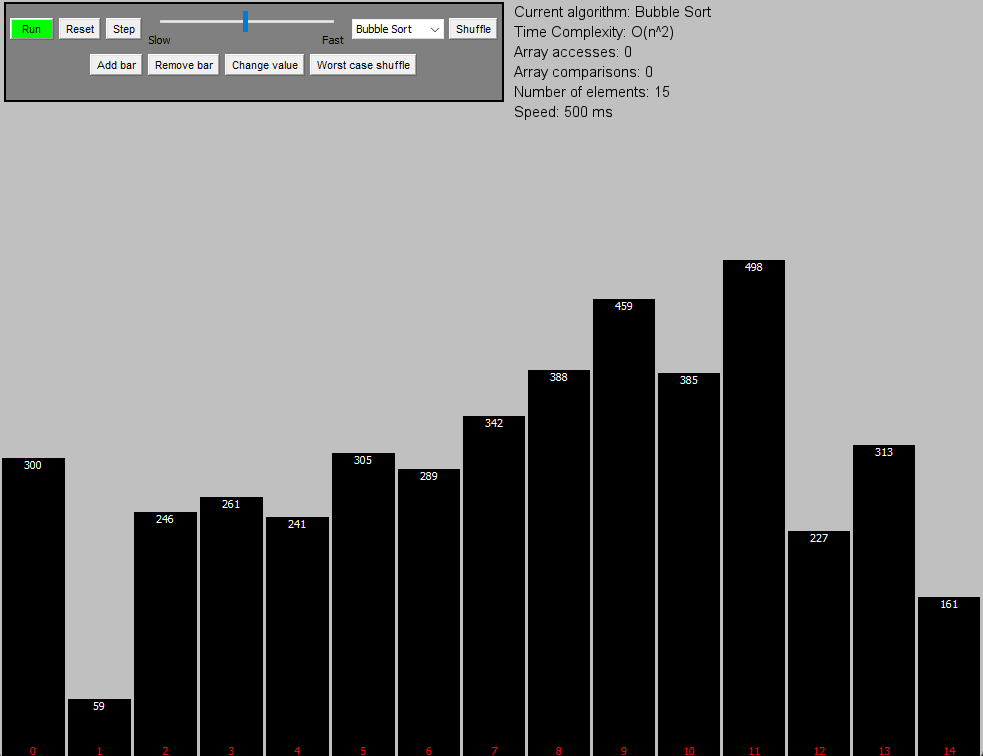 Run Reset Step Slow Fast Bubble Sort Shuffle
Add bar Remove bar Change value Worst case shuffle
Current algorithm: Bubble Sort
Time Complexity: O(n^2)
Array accesses: 0
Array comparisons: 0
Number of elements: 15
Speed: 500 ms
300 59 246 261 241 305 289 342 388 459 385 498 227 313 161
0 1 2 3 4 5 6 7 8 9 10 11 12 13 14